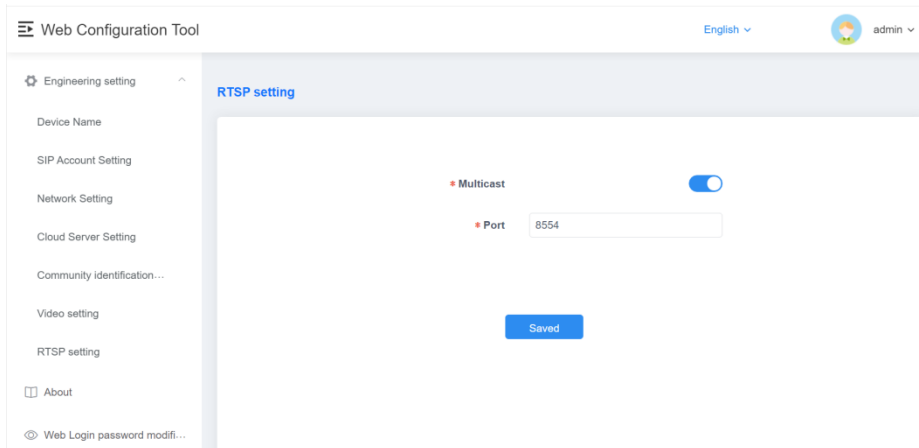 Web Configuration Tool
English
admin
Engineering setting
Device Name
SIP Account Setting
Network Setting
Cloud Server Setting
Community identification...
Video setting
RTSP setting
About
Web Login password modifi...
RTSP setting
* Multicast
* Port
8554
Saved